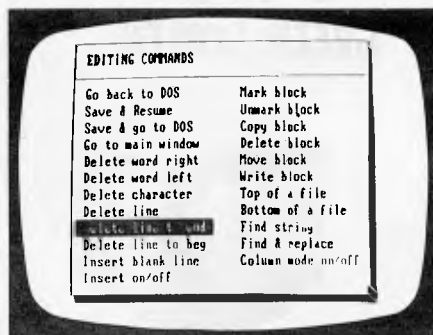 EDITING COMMANDS
Go back to DOS
Save & Resume
Save & go to DOS
Go to main window
Delete word right
Delete word left
Delete character
Delete line
Delete line t end
Delete line to beg
Insert blank line
Insert on/off
Mark block
Unmark block
Copy block
Delete block
Move block
Write block
Top of a file
Bottom of a file
Find string
Find & replace
Column mode on/off